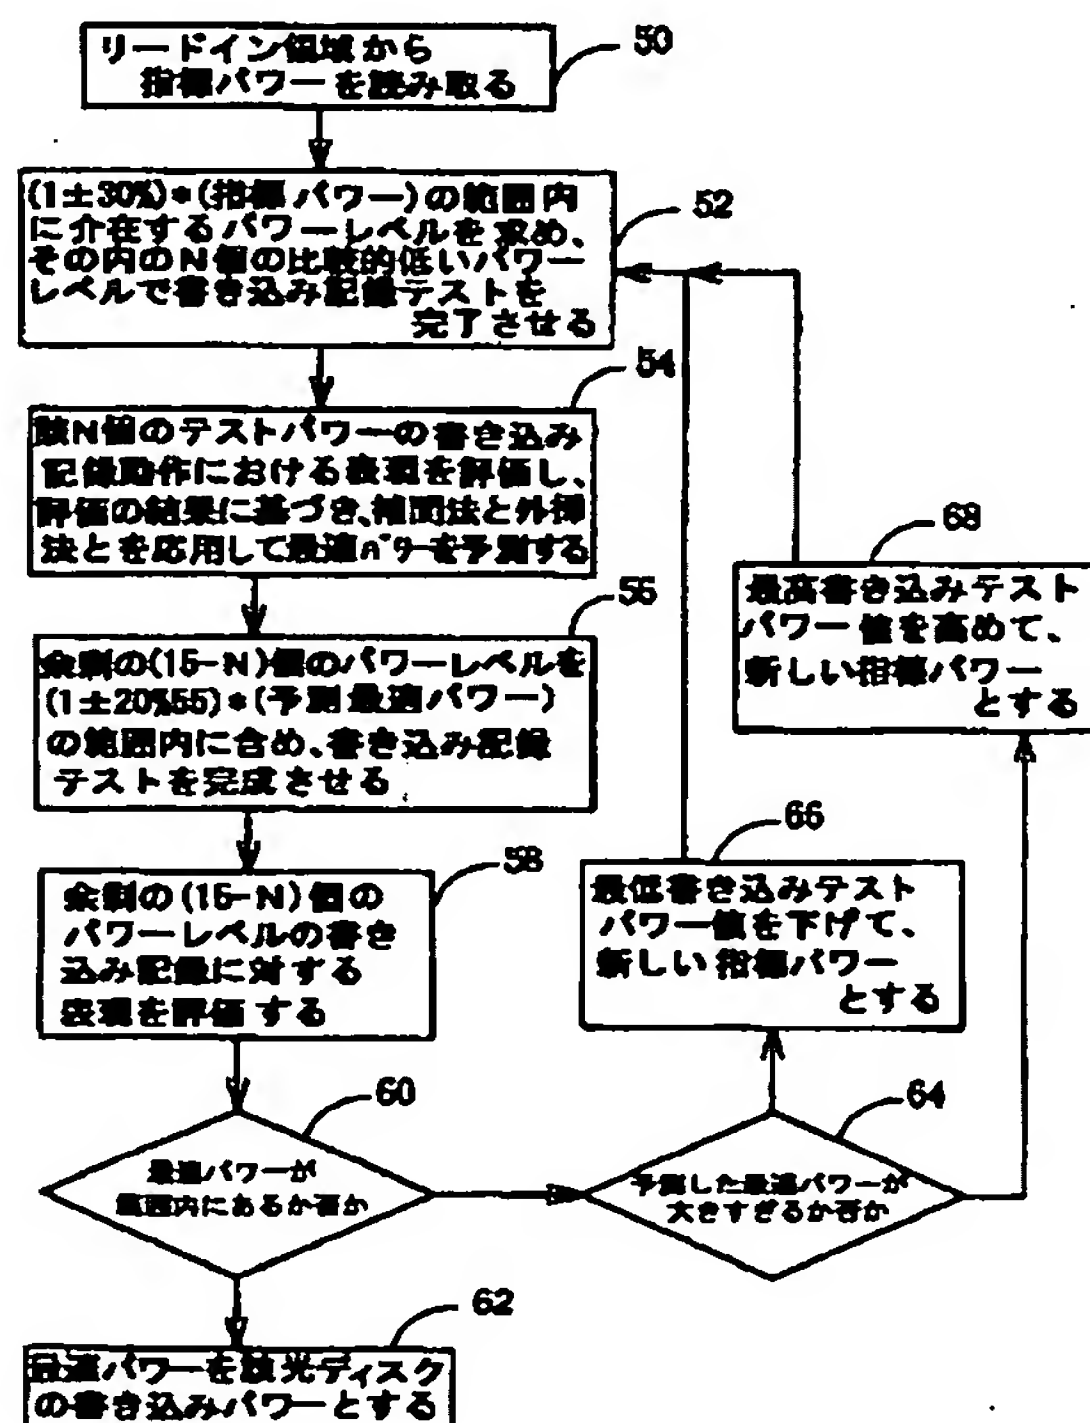 リードイン領域から
指標パワーを読み取る
50
(1±30%)*(指標パワー)の範囲内
に介在するパワーレベルを求め、
その内のN個の比較的低いパワー
レベルで書き込み記録テストを
完了させる
52
該N個のテストパワーの書き込み
記録動作における表現を評価し、
評価の結果に基づき、補間法と外挿
法とを応用して最適パワーを予測する
54
余剰の(15-N)個のパワーレベルを
(1±20%55)*(予測最適パワー)
の範囲内に含め、書き込み記録
テストを完成させる
56
余剰の(15-N)個の
パワーレベルの書き
込み記録に対する
表現を評価する
58
最適パワーが
範囲内にあるか否か
60
最適パワーを該光ディスク
の書き込みパワーとする
62
予測した最適パワーが
大きすぎるか否か
64
最低書き込みテスト
パワー値を下げて、
新しい指標パワー
とする
66
最高書き込みテスト
パワー値を高めて、
新しい指標パワー
とする
68